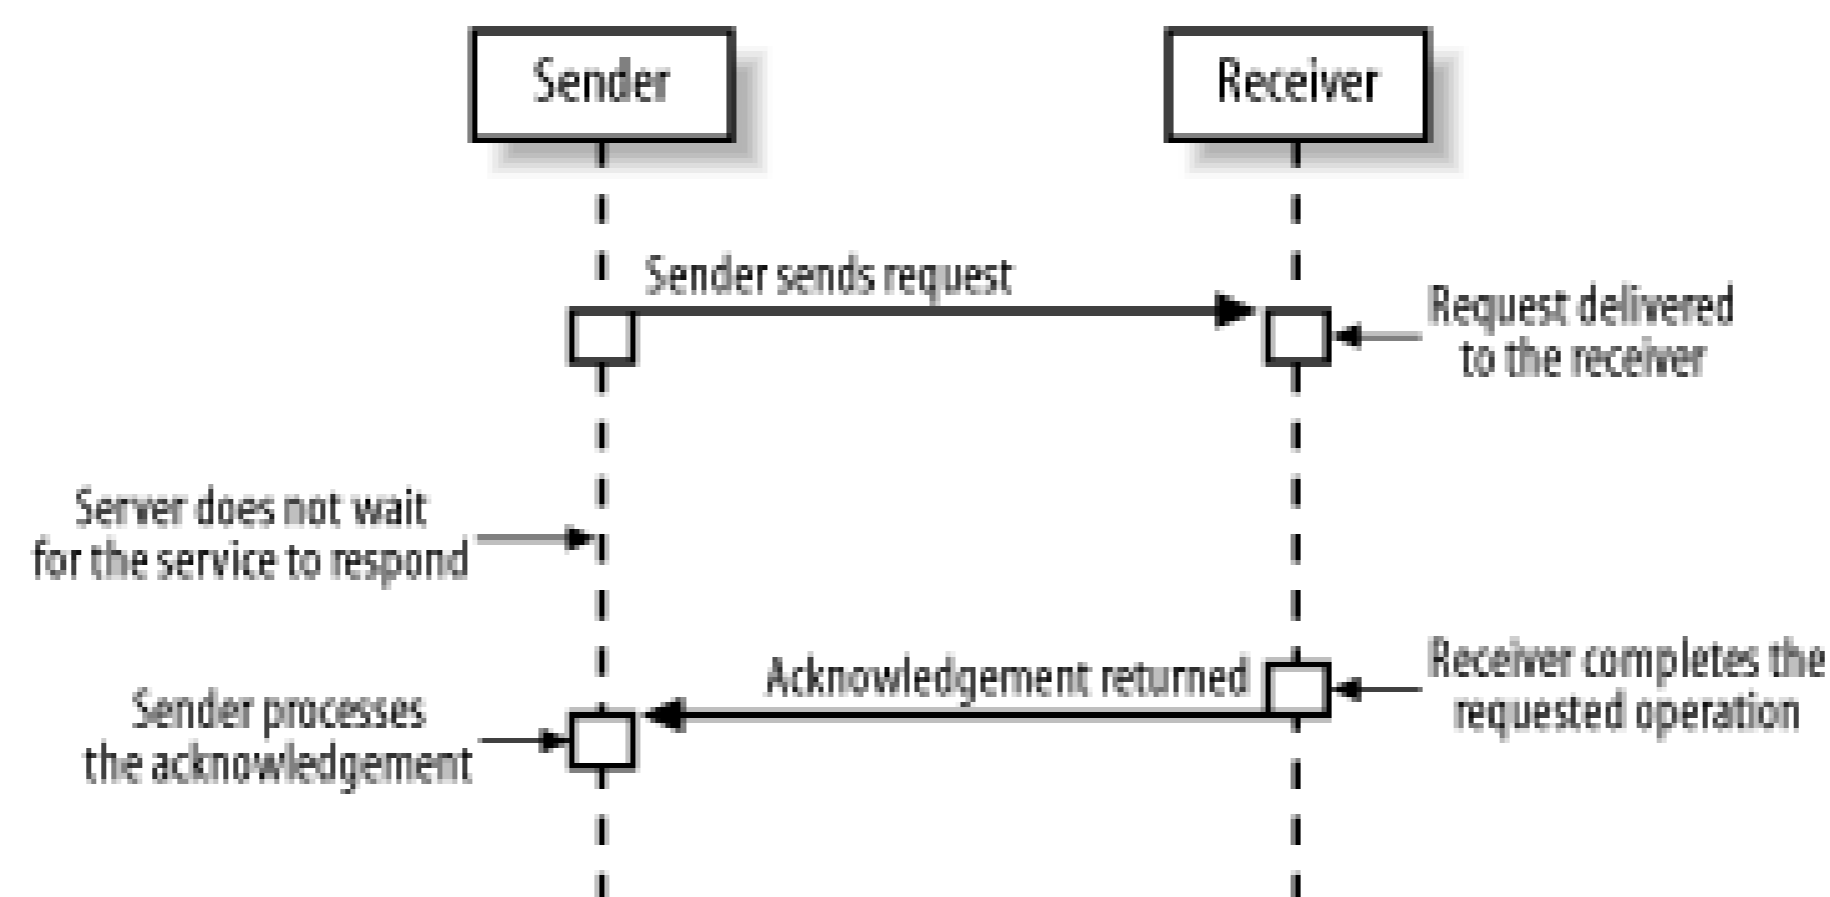 Sender
Receiver
Sender sends request
Request delivered
to the receiver
Server does not wait
for the service to respond
Acknowledgement returned
Receiver completes the
requested operation
Sender processes
the acknowledgement